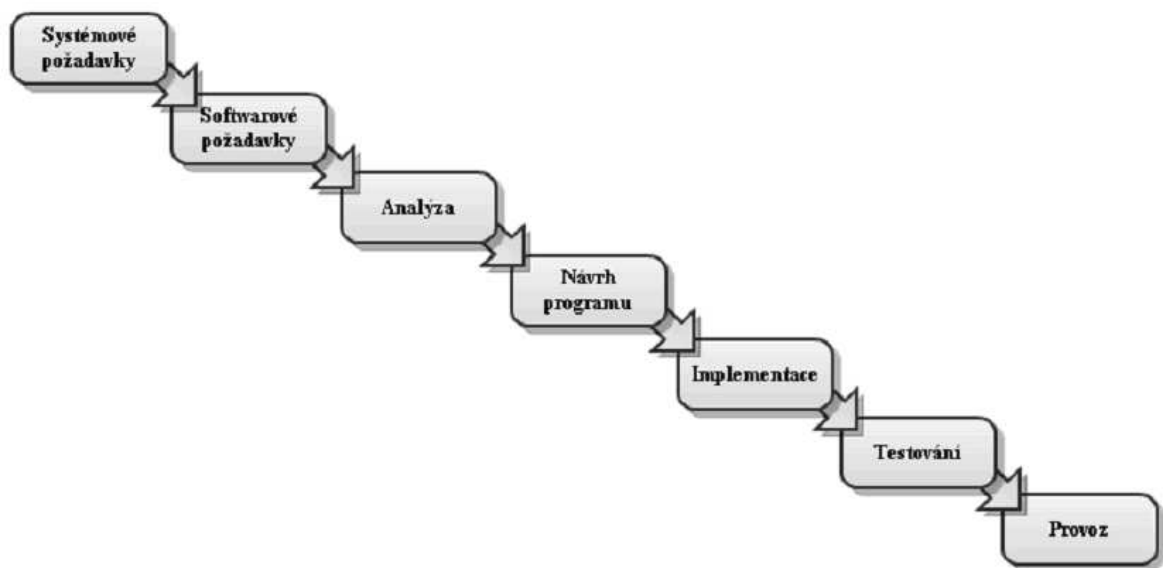 Systémové
požadavky
Softwarové
požadavky
Analýza
Návrh
programu
Implementace
Testování
Provoz